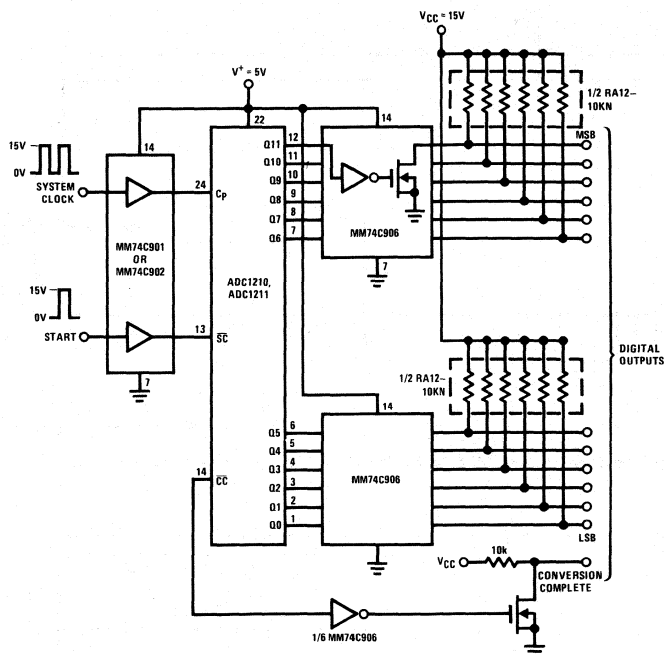 VCC = 15V
V+ = 5V
1/2 RA12–
10KN
22
14
14
12
MSB
15V
0V
SYSTEM
CLOCK
24
CP
Q11
Q10
11
Q9
10
Q8
9
Q7
8
Q6
7
MM74C906
MM74C901
OR
MM74C902
7
ADC1210,
ADC1211
15V
0V
START
13
SC
7
DIGITAL
OUTPUTS
1/2 RA12–
10KN
14
Q5
6
Q4
5
Q3
4
Q2
3
Q1
2
Q0
1
MM74C906
14
CC
LSB
VCC
10k
CONVERSION
COMPLETE
1/6 MM74C906